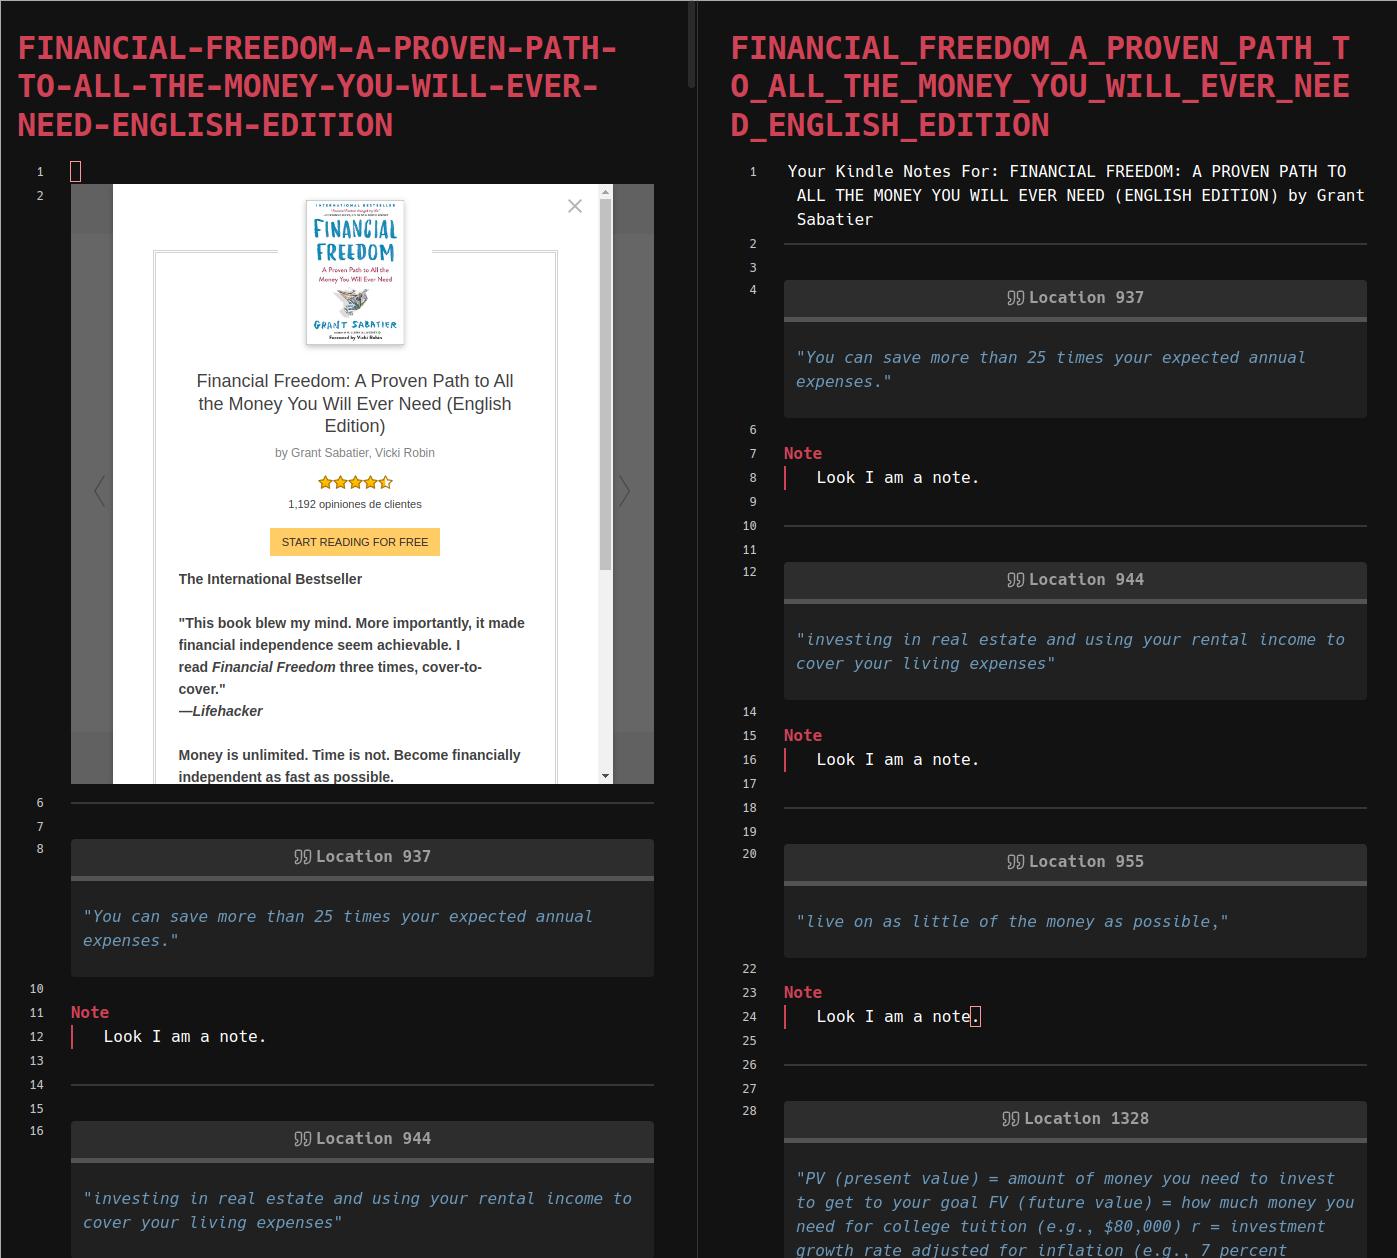 FINANCIAL-FREEDOM-A-PROVEN-PATH-
TO-ALL-THE-MONEY-YOU-WILL-EVER-
NEED-ENGLISH-EDITION
1
2
INTERNATIONAL BESTSELLER
FINANCIAL
FREEDOM
A Proven Path to All the
Money You Will Ever Need
GRANT SABATIER
Foreword by Vicki Robin
Financial Freedom: A Proven Path to All
the Money You Will Ever Need (English
Edition)
by Grant Sabatier, Vicki Robin
1,192 opiniones de clientes
START READING FOR FREE
The International Bestseller
"This book blew my mind. More importantly, it made
financial independence seem achievable. I
read Financial Freedom three times, cover-to-
cover."
—Lifehacker
Money is unlimited. Time is not. Become financially
independent as fast as possible.
6
7
8
Location 937
"You can save more than 25 times your expected annual
expenses."
10
11 Note
12 Look I am a note.
13
14
15
16
Location 944
"investing in real estate and using your rental income to
cover your living expenses"
FINANCIAL_FREEDOM_A_PROVEN_PATH_T
O_ALL_THE_MONEY_YOU_WILL_EVER_NEE
D_ENGLISH_EDITION
1 Your Kindle Notes For: FINANCIAL FREEDOM: A PROVEN PATH TO
ALL THE MONEY YOU WILL EVER NEED (ENGLISH EDITION) by Grant
Sabatier
2
3
4
Location 937
"You can save more than 25 times your expected annual
expenses."
6
7 Note
8 Look I am a note.
9
10
11
12
Location 944
"investing in real estate and using your rental income to
cover your living expenses"
14
15 Note
16 Look I am a note.
17
18
19
20
Location 955
"live on as little of the money as possible,"
22
23 Note
24 Look I am a note.
25
26
27
28
Location 1328
"PV (present value) = amount of money you need to invest
to get to your goal FV (future value) = how much money you
need for college tuition (e.g., $80,000) r = investment
growth rate adjusted for inflation (e.g., 7 percent